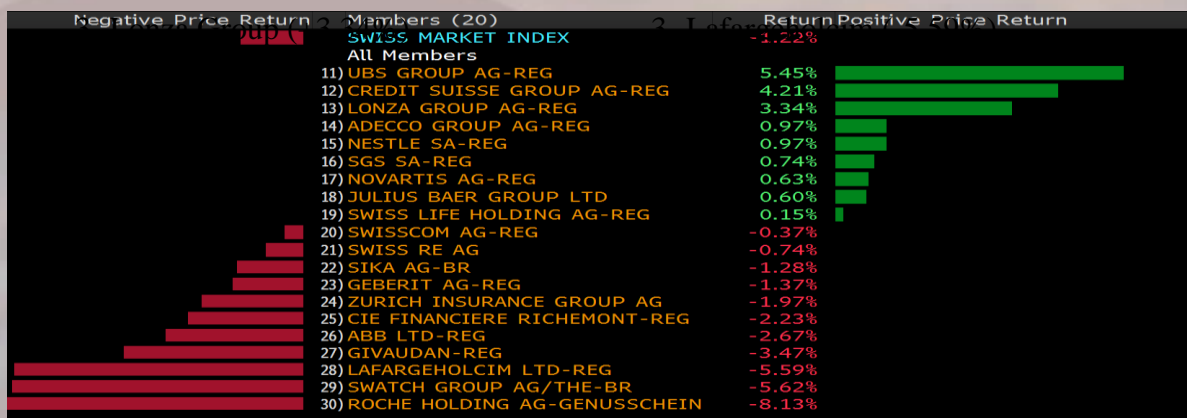 Negative Price Return Members (20) Return Positive Price Return
SWISS MARKET INDEX -1.22%
All Members
11) UBS GROUP AG-REG 5.45%
12) CREDIT SUISSE GROUP AG-REG 4.21%
13) LONZA GROUP AG-REG 3.34%
14) ADECCO GROUP AG-REG 0.97%
15) NESTLE SA-REG 0.97%
16) SGS SA-REG 0.74%
17) NOVARTIS AG-REG 0.63%
18) JULIUS BAER GROUP LTD 0.60%
19) SWISS LIFE HOLDING AG-REG 0.15%
20) SWISSCOM AG-REG -0.37%
21) SWISS RE AG -0.74%
22) SIKA AG-BR -1.28%
23) GEBERIT AG-REG -1.37%
24) ZURICH INSURANCE GROUP AG -1.97%
25) CIE FINANCIERE RICHEMONT-REG -2.23%
26) ABB LTD-REG -2.67%
27) GIVAUDAN-REG -3.47%
28) LAFARGEHOLCIM LTD-REG -5.59%
29) SWATCH GROUP AG/THE-BR -5.62%
30) ROCHE HOLDING AG-GENUSSCHEIN -8.13%